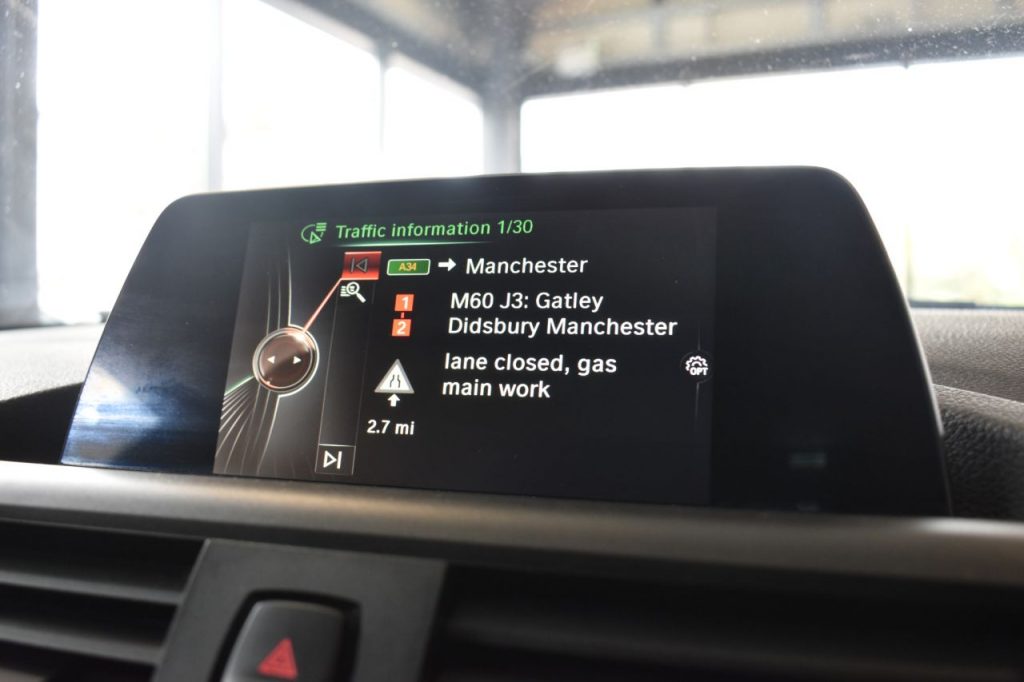 Traffic information 1/30
A34 Manchester
1 M60 J3: Gatley
2 Didsbury Manchester
lane closed, gas
main work
OPT
2.7 mi